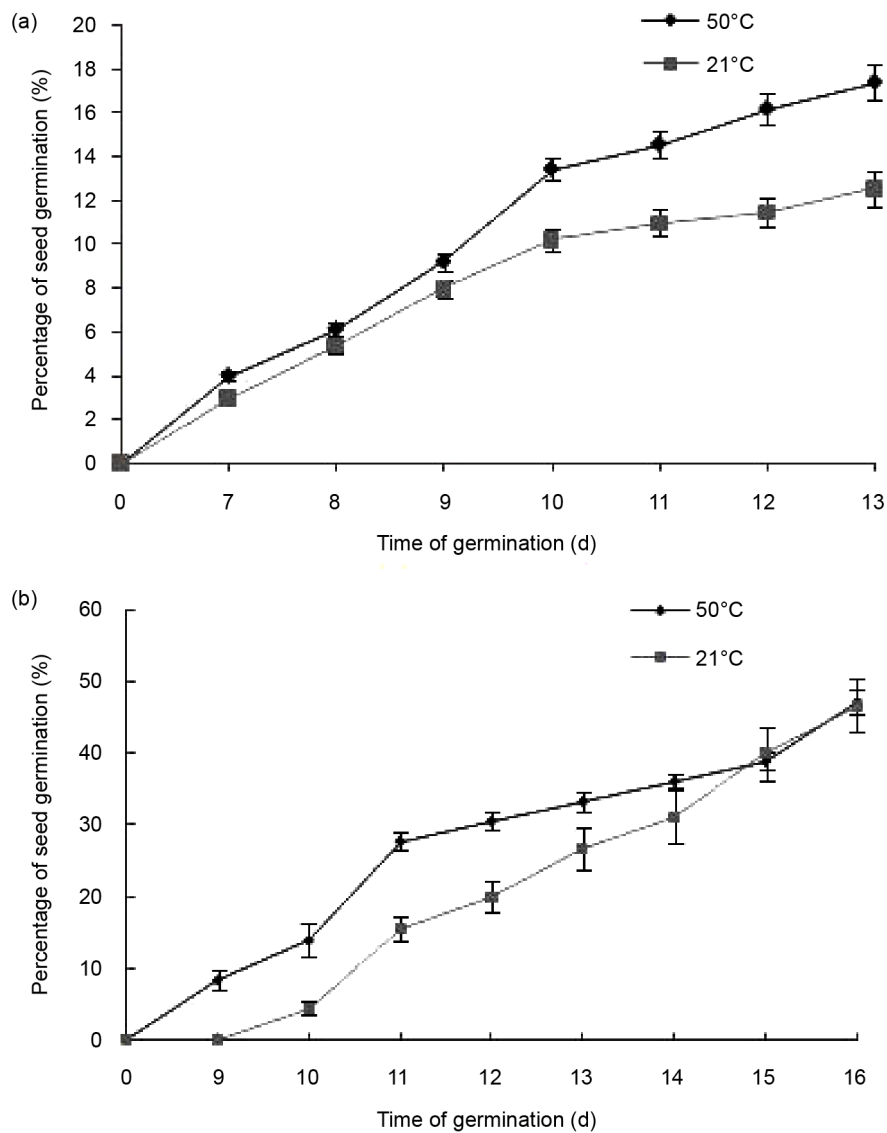 (a)
50°C
21°C
Percentage of seed germination (%)
20
18
16
14
12
10
8
6
4
2
0
0 7 8 9 10 11 12 13
Time of germination (d)
(b)
50°C
21°C
Percentage of seed germination (%)
60
50
40
30
20
10
0
0 9 10 11 12 13 14 15 16
Time of germination (d)